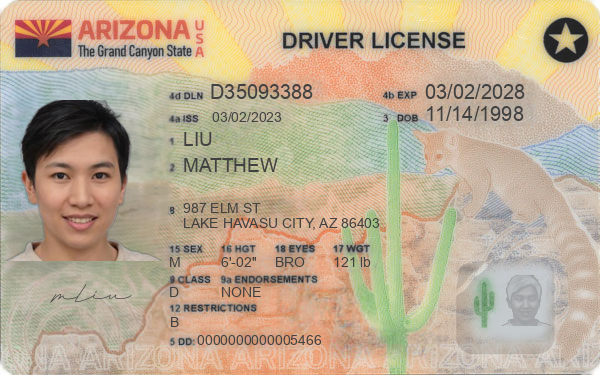 ARIZONA USA
The Grand Canyon State
DRIVER LICENSE
4d DLN D35093388
4b EXP 03/02/2028
4a ISS 03/02/2023
3 DOB 11/14/1998
1 LIU
2 MATTHEW
8 987 ELM ST
LAKE HAVASU CITY, AZ 86403
15 SEX 16 HGT 18 EYES 17 WGT
M 6'-02" BRO 121 lb
9 CLASS 9a ENDORSEMENTS
D NONE
12 RESTRICTIONS
B
mLiu
5 DD: 0000000000005466
ONA ARIZONA ARIZONA ARIZONA ARIZ